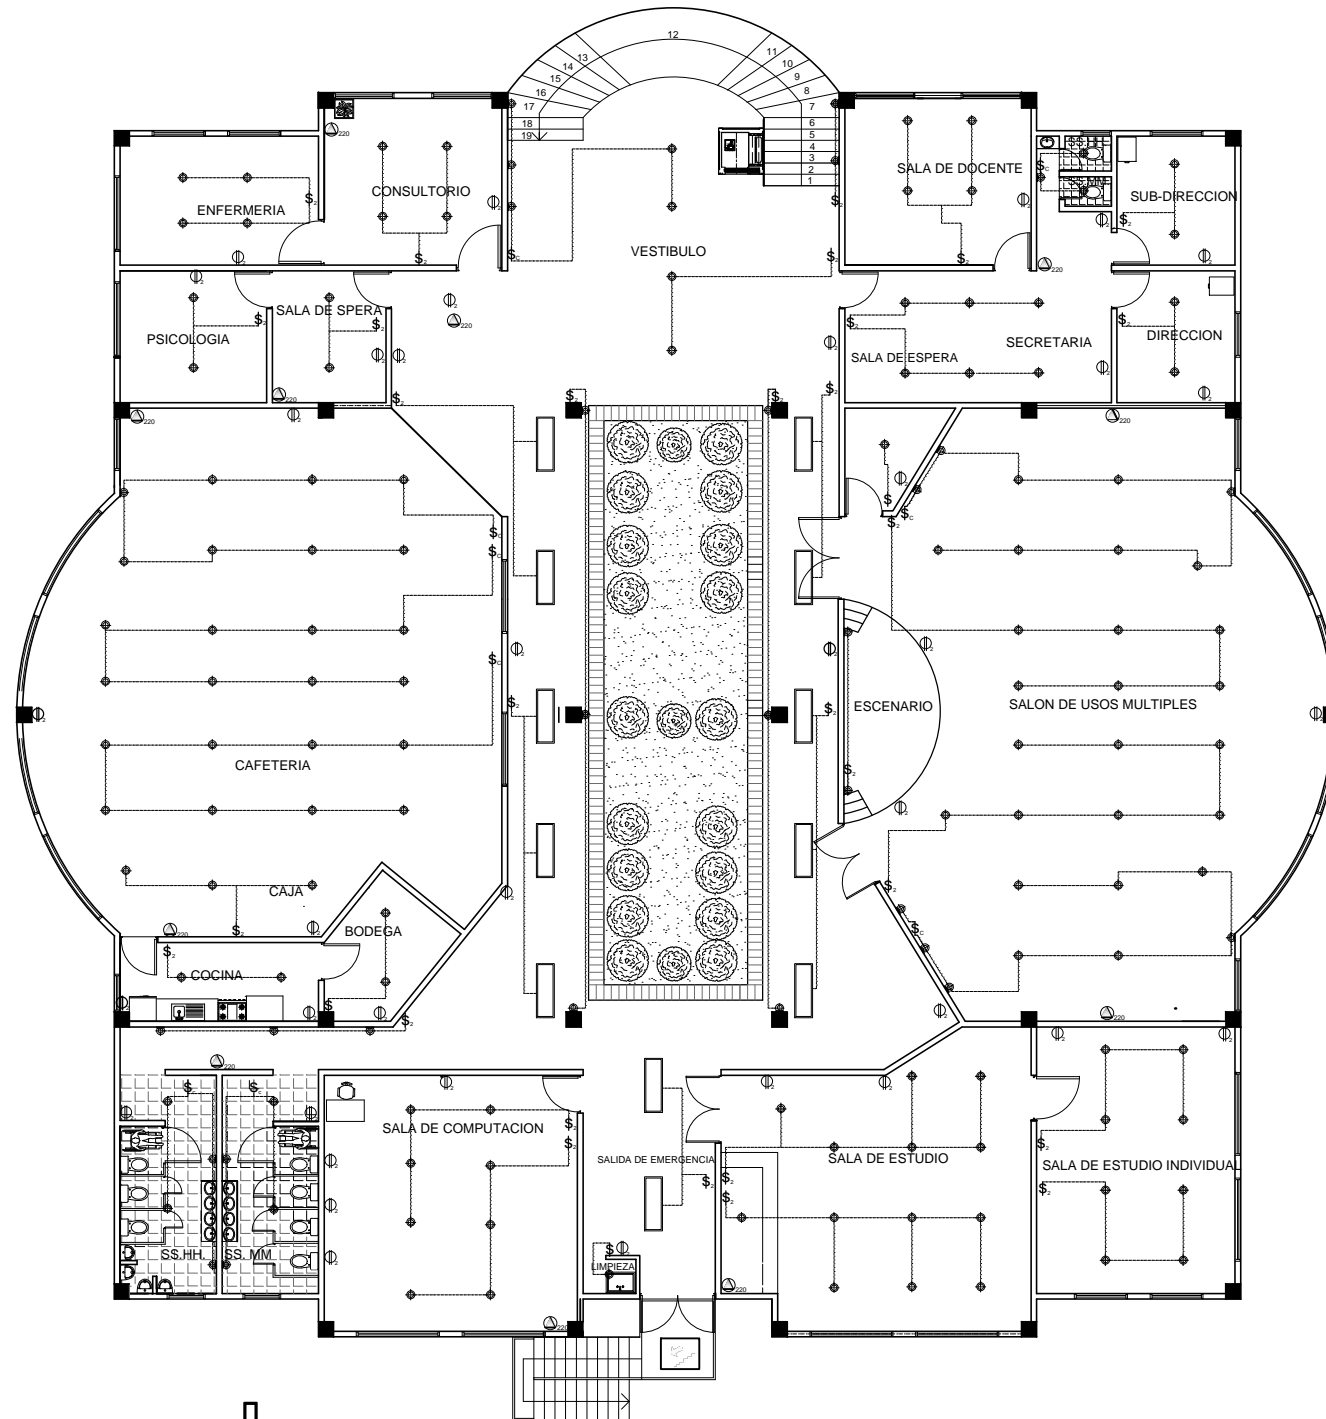 12
13
11
14
10
15
9
16
8
17
7
18
6
19
5
4
3
2
1
220
SALA DE DOCENTE
CONSULTORIO
ENFERMERIA
SS.MM.
SUB-DIRECCION
VESTIBULO
220
SALA DE SPERA
PSICOLOGIA
220
SALA DE ESPERA
SECRETARIA
DIRECCION
220
220
220
ESCENARIO
SALON DE USOS MULTIPLES
CAFETERIA
CAJA
BODEGA
220
COCINA
220
220
SALA DE COMPUTACION
SALIDA DE EMERGENCIA
SALA DE ESTUDIO
SALA DE ESTUDIO INDIVIDUAL
SS.HH.
SS. MM
LIMPIEZA
220
220